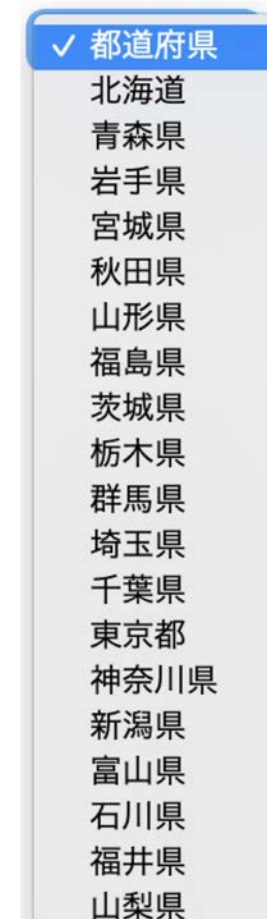 ✓ 都道府県
北海道
青森県
岩手県
宮城県
秋田県
山形県
福島県
茨城県
栃木県
群馬県
埼玉県
千葉県
東京都
神奈川県
新潟県
富山県
石川県
福井県
山梨県